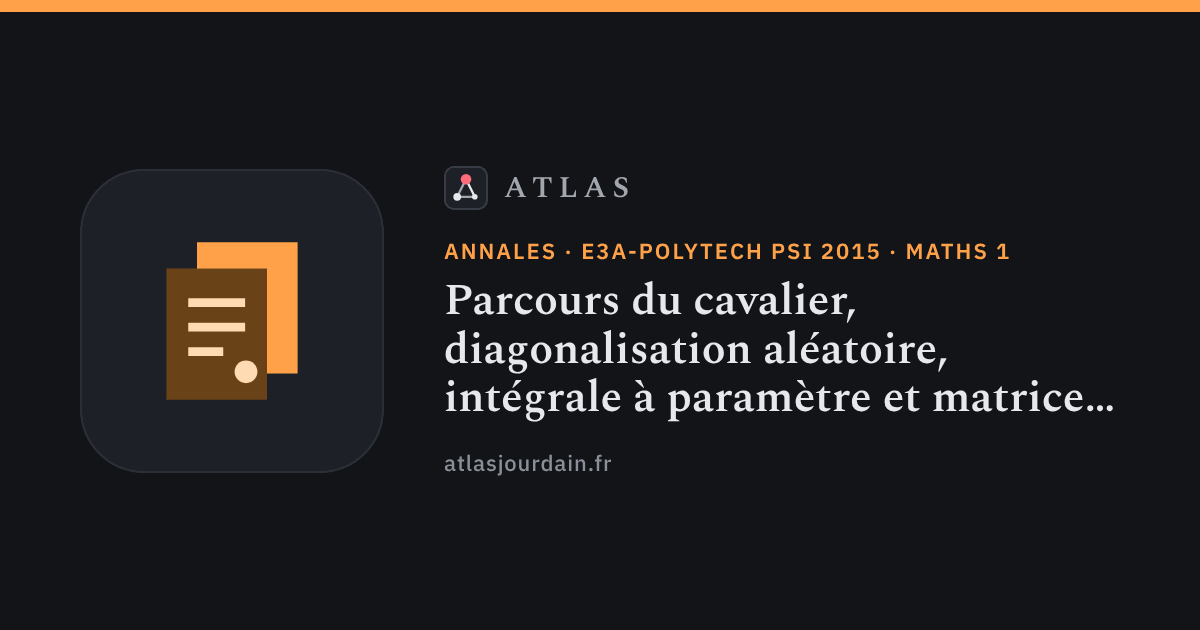 ATLAS
ANNALES · E3A-POLYTECH PSI 2015 · MATHS 1
Parcours du cavalier,
diagonalisation aléatoire,
intégrale à paramètre et matrice…
atlasjourdain.fr